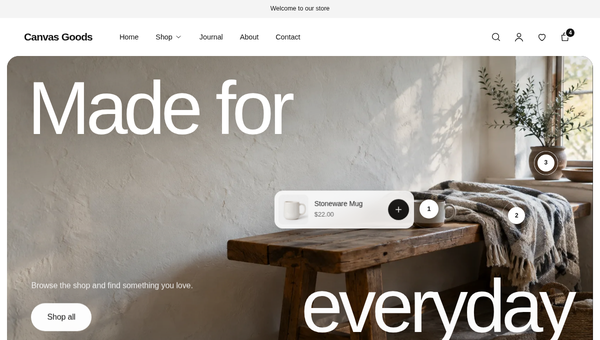 Welcome to our store
Canvas Goods
Home
Shop
Journal
About
Contact
4
Made for
3
Stoneware Mug
$22.00
1
2
Browse the shop and find something you love.
everyday
Shop all